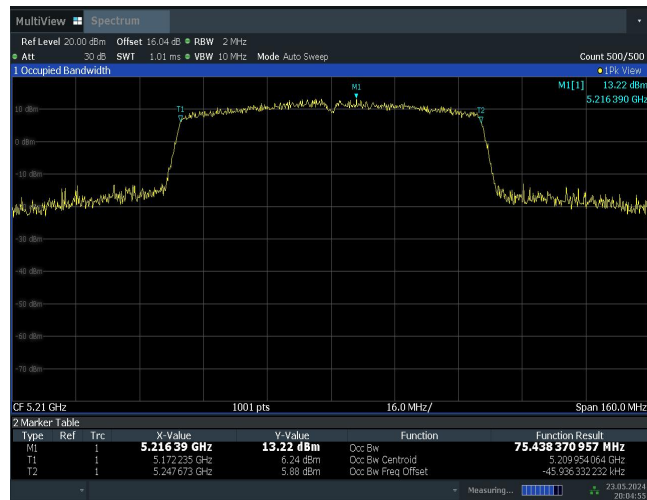 MultiView Spectrum
Ref Level 20.00 dBm Offset 16.04 dB RBW 2 MHz
Att 30 dB SWT 1.01 ms VBW 10 MHz Mode Auto Sweep Count 500/500
1 Occupied Bandwidth 1Pk View
M1[1] 13.22 dBm
5.216 390 GHz
M1
T1
T2
10 dBm
0 dBm
-10 dBm
-20 dBm
-30 dBm
-40 dBm
-50 dBm
-60 dBm
-70 dBm
CF 5.21 GHz 1001 pts 16.0 MHz/ Span 160.0 MHz
2 Marker Table
Type Ref Trc X-Value Y-Value Function Function Result
M1 1 5.216 39 GHz 13.22 dBm Occ Bw 75.438 370 957 MHz
T1 1 5.172 235 GHz 6.24 dBm Occ Bw Centroid 5.209 954 064 GHz
T2 1 5.247 673 GHz 5.88 dBm Occ Bw Freq Offset -45.936 332 232 kHz
Measuring... 23.05.2024
20:04:55